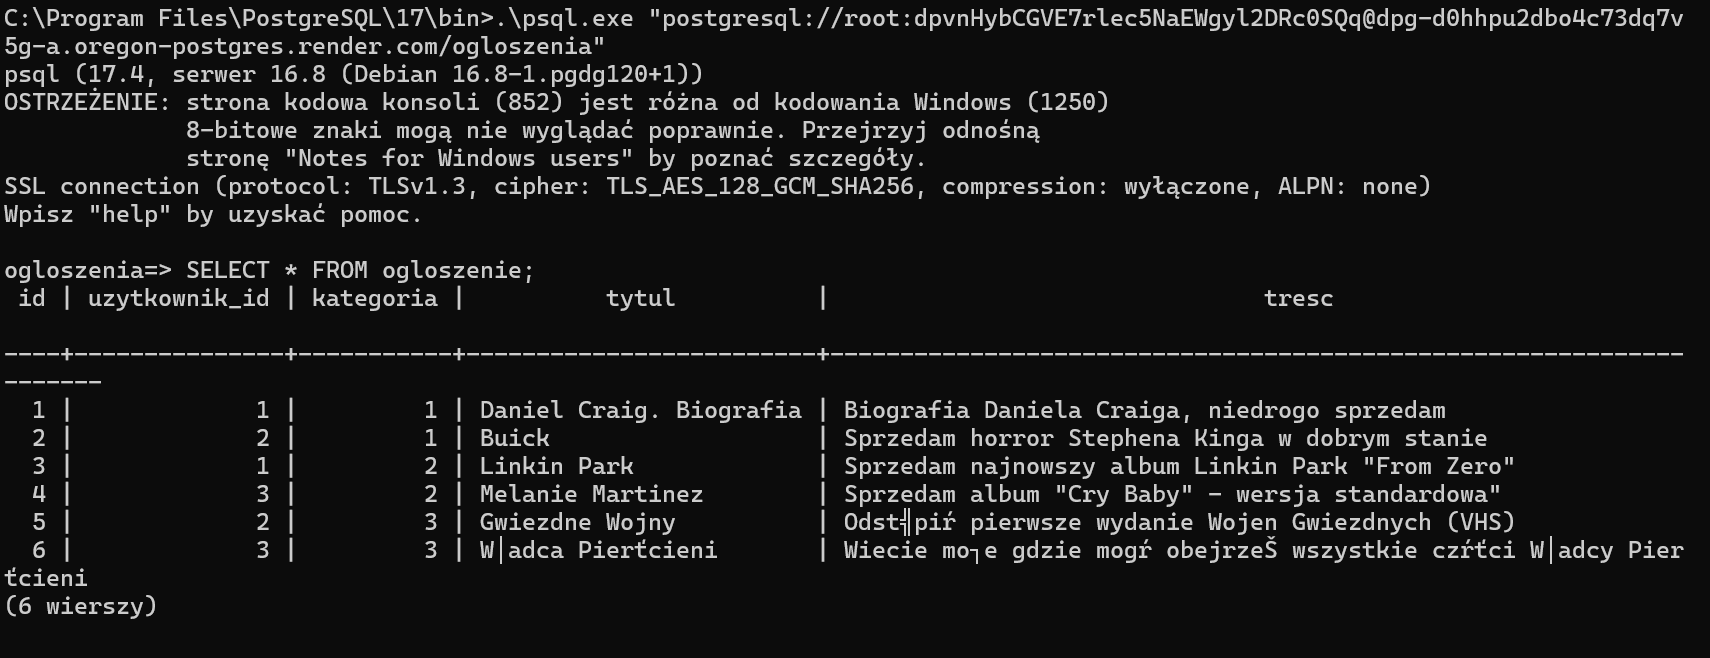 C:\Program Files\PostgreSQL\17\bin>.\psql.exe "postgresql://root:dpvnHybCGVE7rlec5NaEWgyl2DRc0SQq@dpg-d0hhpu2dbo4c73dq7v
5g-a.oregon-postgres.render.com/ogloszenia"
psql (17.4, serwer 16.8 (Debian 16.8-1.pgdg120+1))
OSTRZEŻENIE: strona kodowa konsoli (852) jest różna od kodowania Windows (1250)
             8-bitowe znaki mogą nie wyglądać poprawnie. Przejrzyj odnośną
             stronę "Notes for Windows users" by poznać szczegóły.
SSL connection (protocol: TLSv1.3, cipher: TLS_AES_128_GCM_SHA256, compression: wyłączone, ALPN: none)
Wpisz "help" by uzyskać pomoc.

ogloszenia=> SELECT * FROM ogloszenie;
 id | uzytkownik_id | kategoria |          tytul          |                               tresc

----+---------------+-----------+-------------------------+-------------------------------------------------------------
-------
  1 |             1 |         1 | Daniel Craig. Biografia | Biografia Daniela Craiga, niedrogo sprzedam
  2 |             2 |         1 | Buick                   | Sprzedam horror Stephena Kinga w dobrym stanie
  3 |             1 |         2 | Linkin Park             | Sprzedam najnowszy album Linkin Park "From Zero"
  4 |             3 |         2 | Melanie Martinez        | Sprzedam album "Cry Baby" - wersja standardowa"
  5 |             2 |         3 | Gwiezdne Wojny          | Odst╣piŕ pierwsze wydanie Wojen Gwiezdnych (VHS)
  6 |             3 |         3 | W│adca Pierťcieni       | Wiecie mo┐e gdzie mogŕ obejrzeŠ wszystkie czŕťci W│adcy Pier
ťcieni
(6 wierszy)